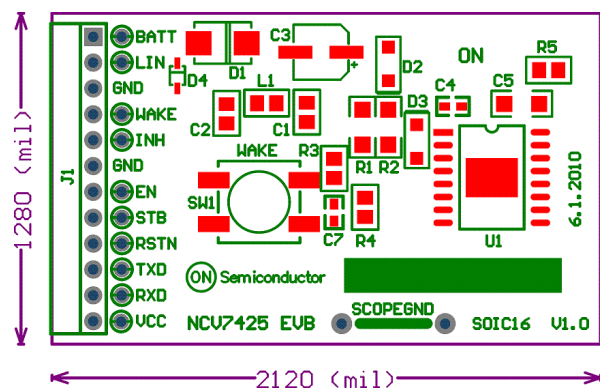 BATT
LIN
GND
WAKE
INH
GND
EN
STB
RSTN
TXD
RXD
VCC
J1
1280 (mil)
2120 (mil)
D1
D4
C3
+
D2
ON
R5
L1
C2
C1
C4
C5
D3
WAKE
R3
R1
R2
SW1
C7
R4
U1
6.1.2010
ON Semiconductor
NCV7425 EVB
SCOPEGND
SOIC16 V1.0